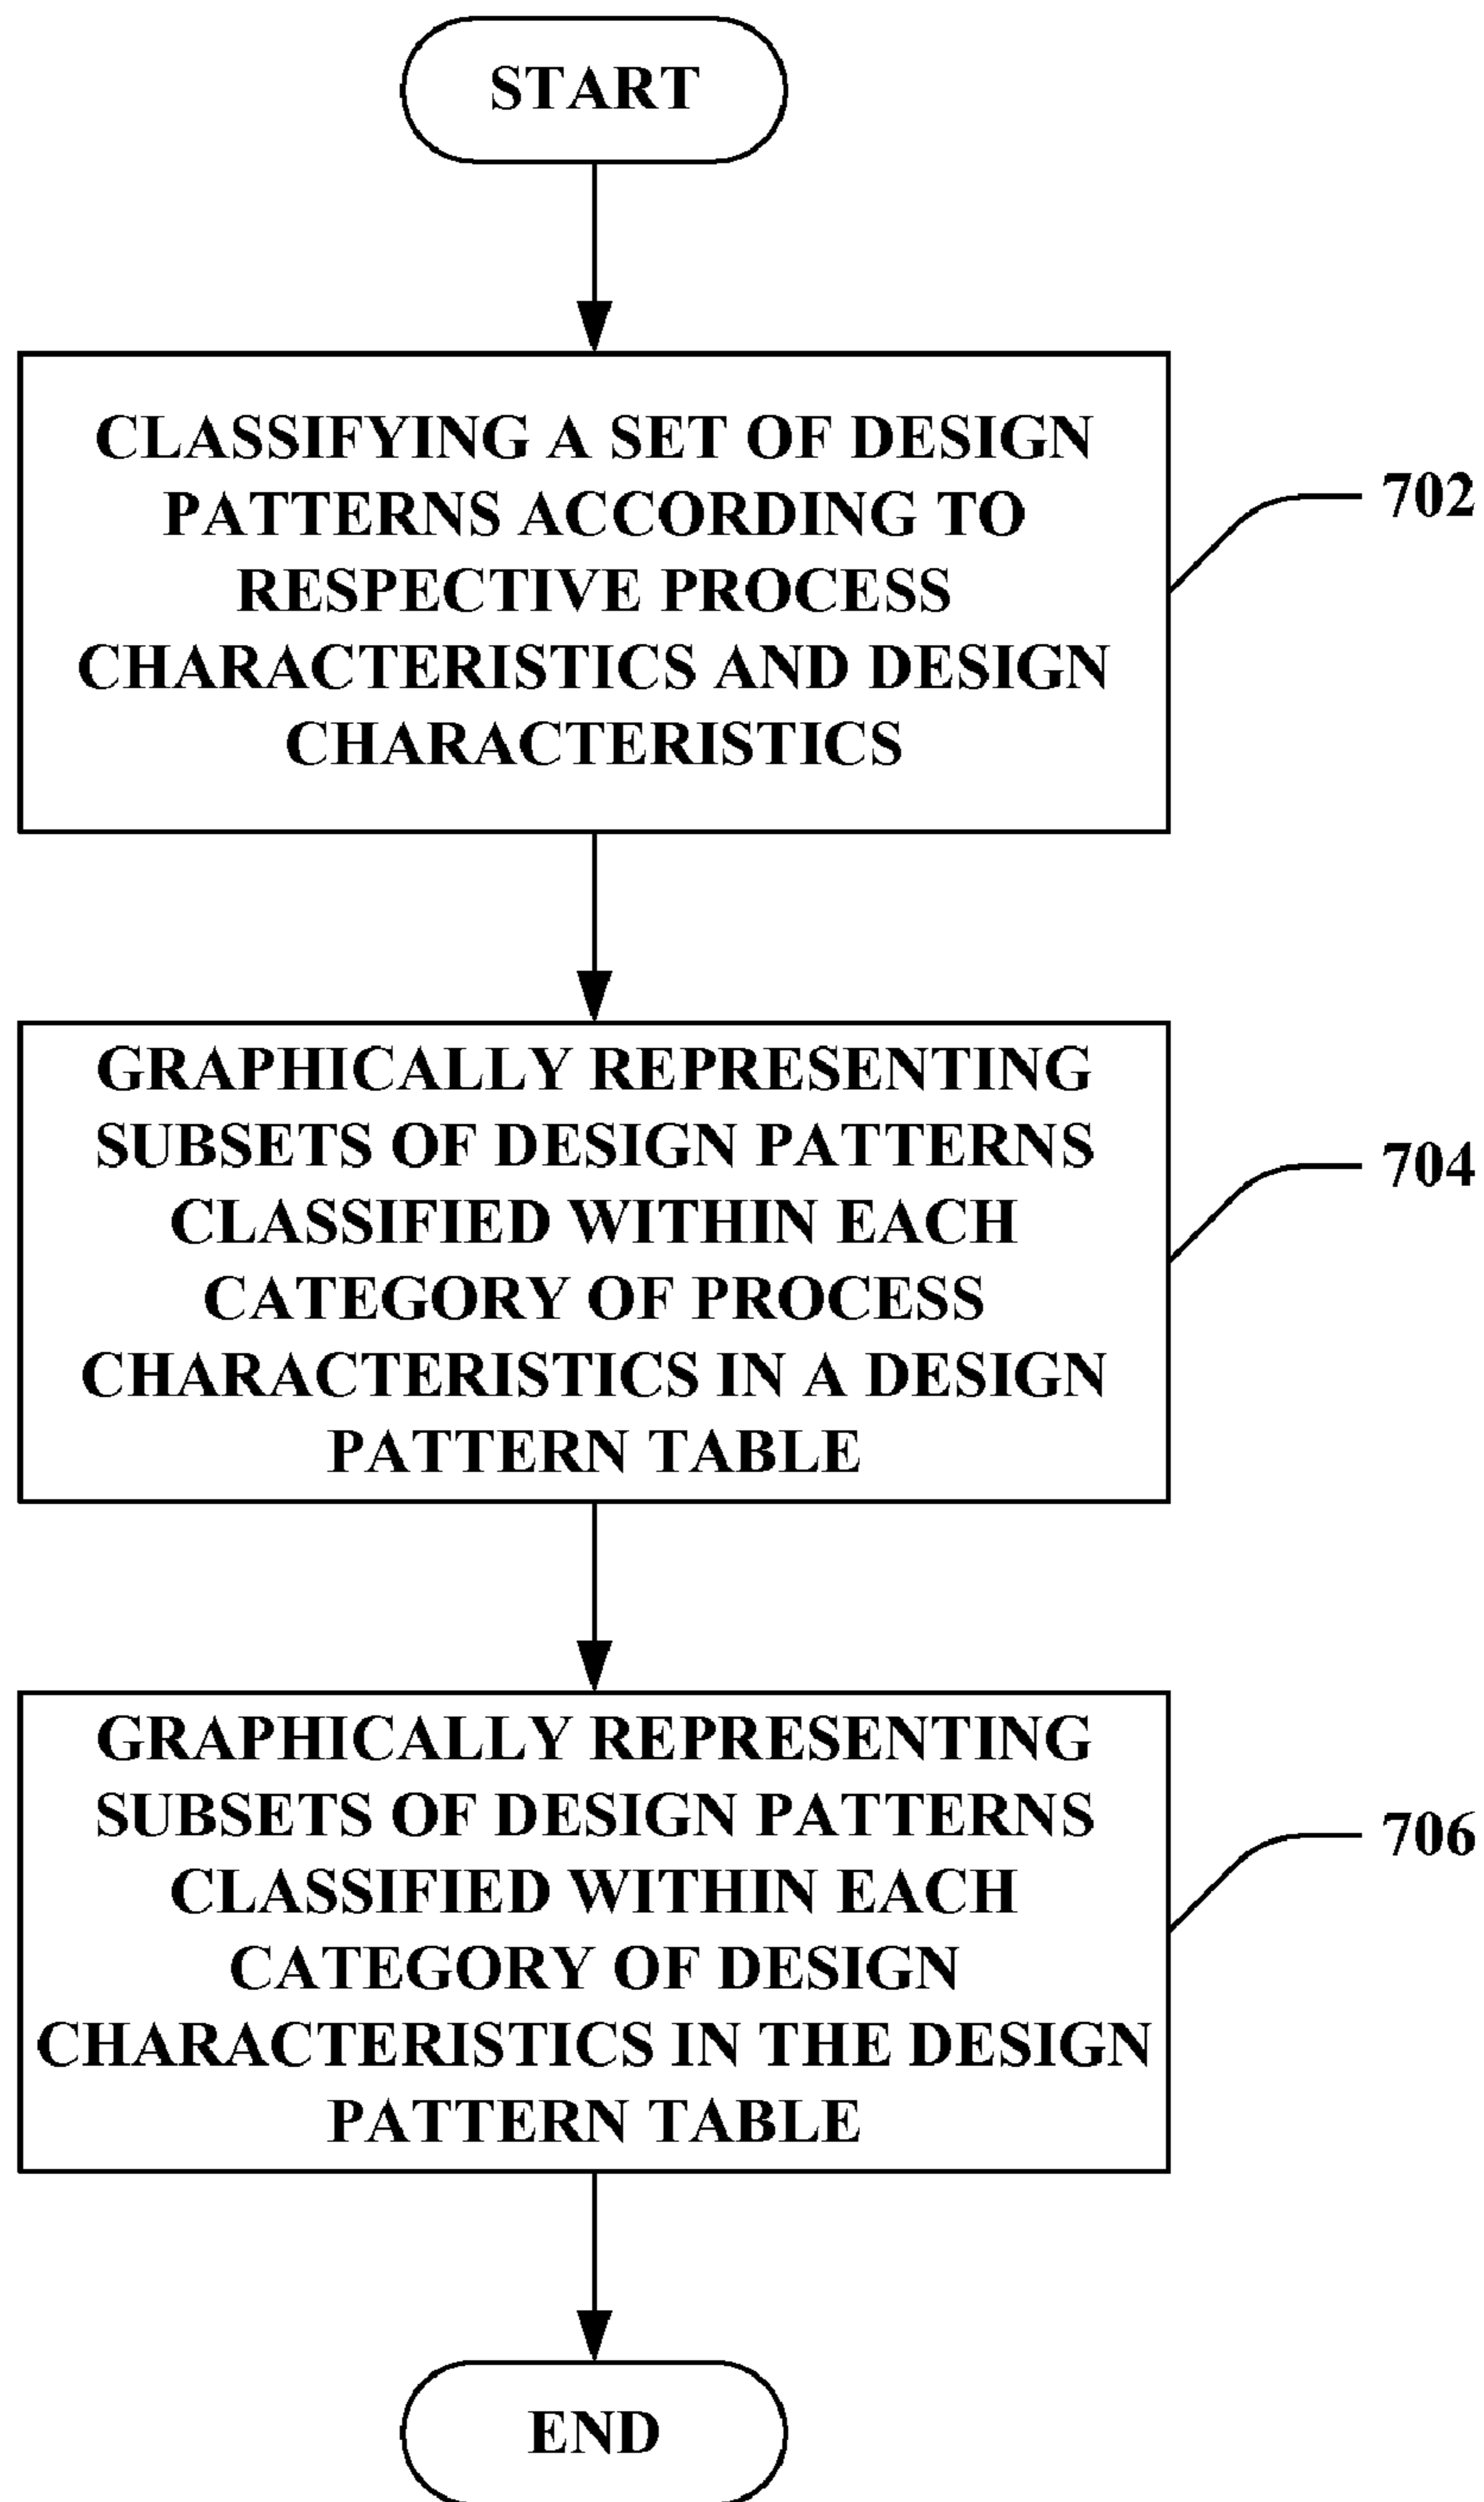 START
CLASSIFYING A SET OF DESIGN
PATTERNS ACCORDING TO
RESPECTIVE PROCESS
CHARACTERISTICS AND DESIGN
CHARACTERISTICS
702
GRAPHICALLY REPRESENTING
SUBSETS OF DESIGN PATTERNS
CLASSIFIED WITHIN EACH
CATEGORY OF PROCESS
CHARACTERISTICS IN A DESIGN
PATTERN TABLE
704
GRAPHICALLY REPRESENTING
SUBSETS OF DESIGN PATTERNS
CLASSIFIED WITHIN EACH
CATEGORY OF DESIGN
CHARACTERISTICS IN THE DESIGN
PATTERN TABLE
706
END